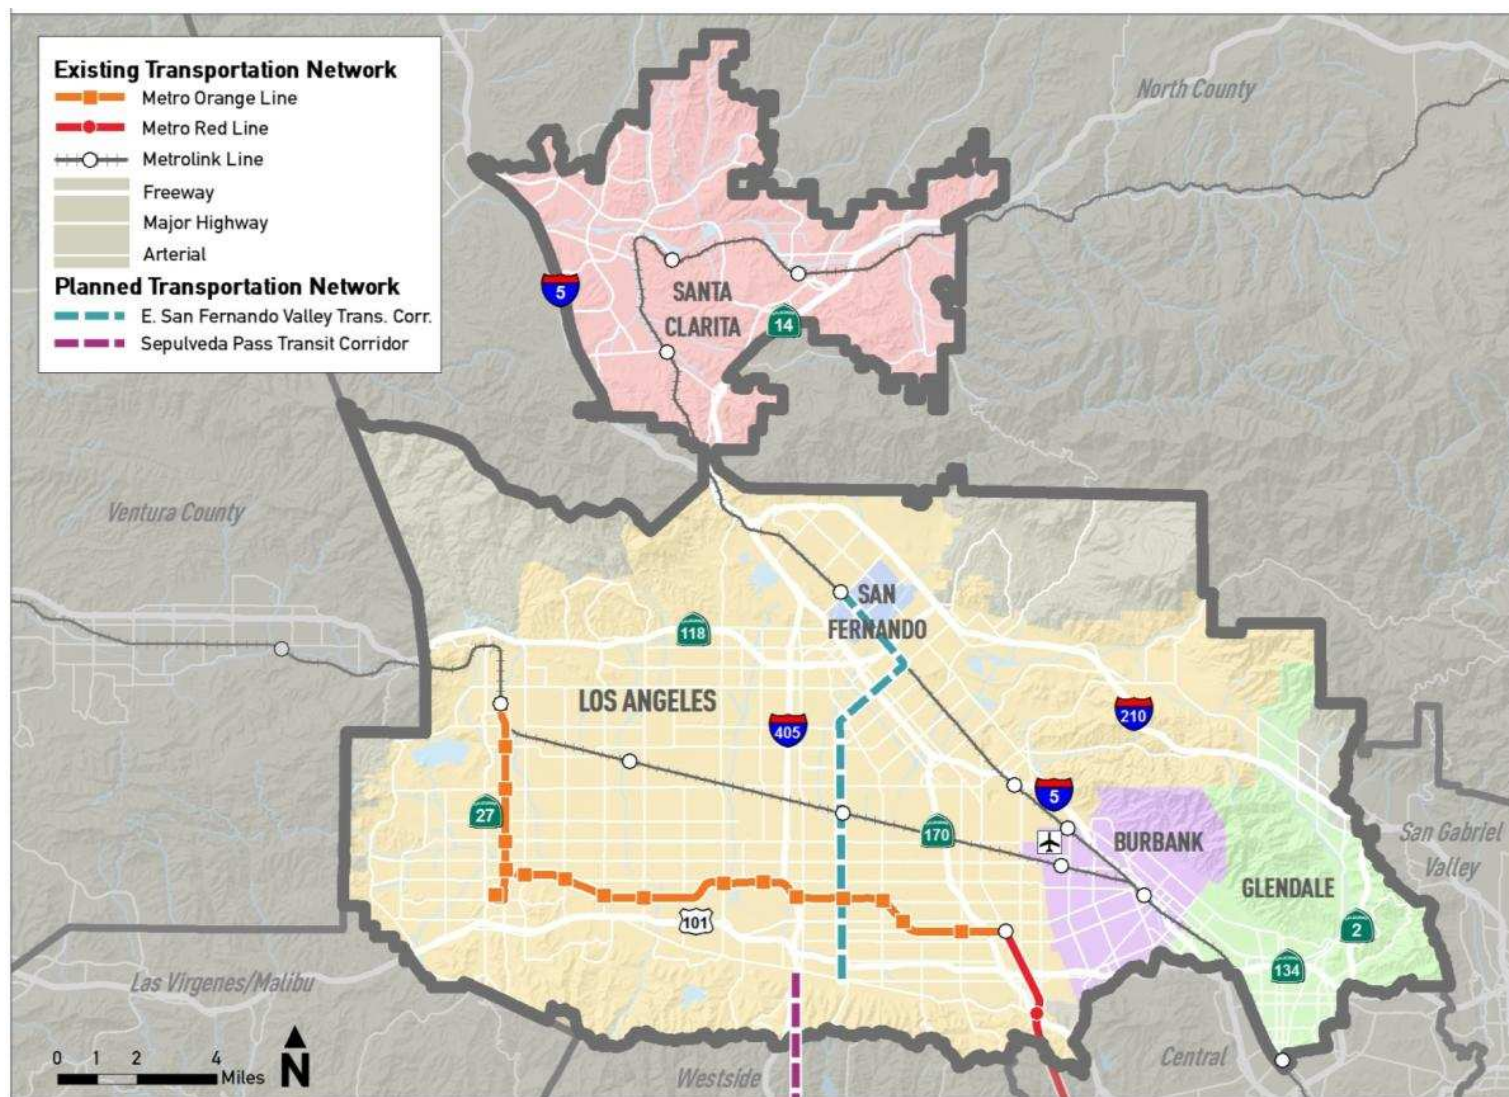 Existing Transportation Network
Metro Orange Line
Metro Red Line
Metrolink Line
Freeway
Major Highway
Arterial
Planned Transportation Network
E. San Fernando Valley Trans. Corr.
Sepulveda Pass Transit Corridor
North County
5
SANTA
CLARITA
14
Ventura County
SAN
FERNANDO
118
LOS ANGELES
405
210
27
5
170
BURBANK
San Gabriel
Valley
GLENDALE
101
2
134
Las Virgenes/Malibu
0 1 2 4
Miles
N
Westside
Central